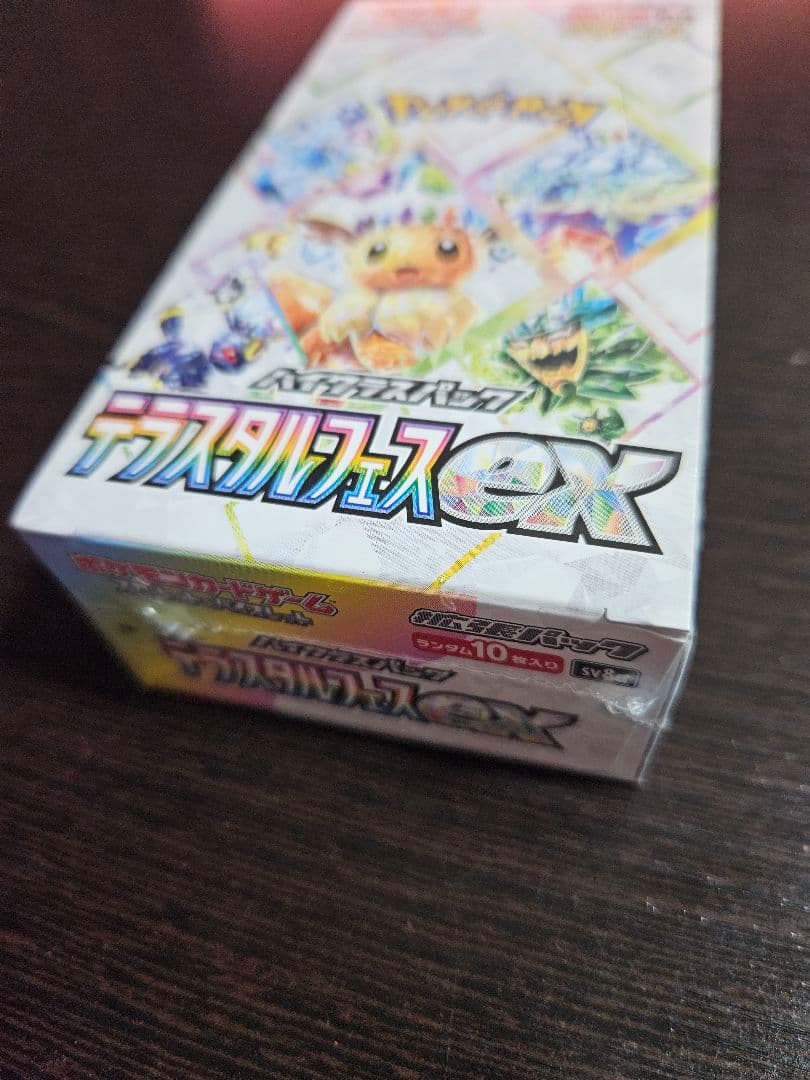 Pokémon
ハイクラスパック
テラスタル・フェスex
ポケモンカードゲーム
拡張パック
ランダム10枚入り
ハイクラスパック
テラスタル・フェスex